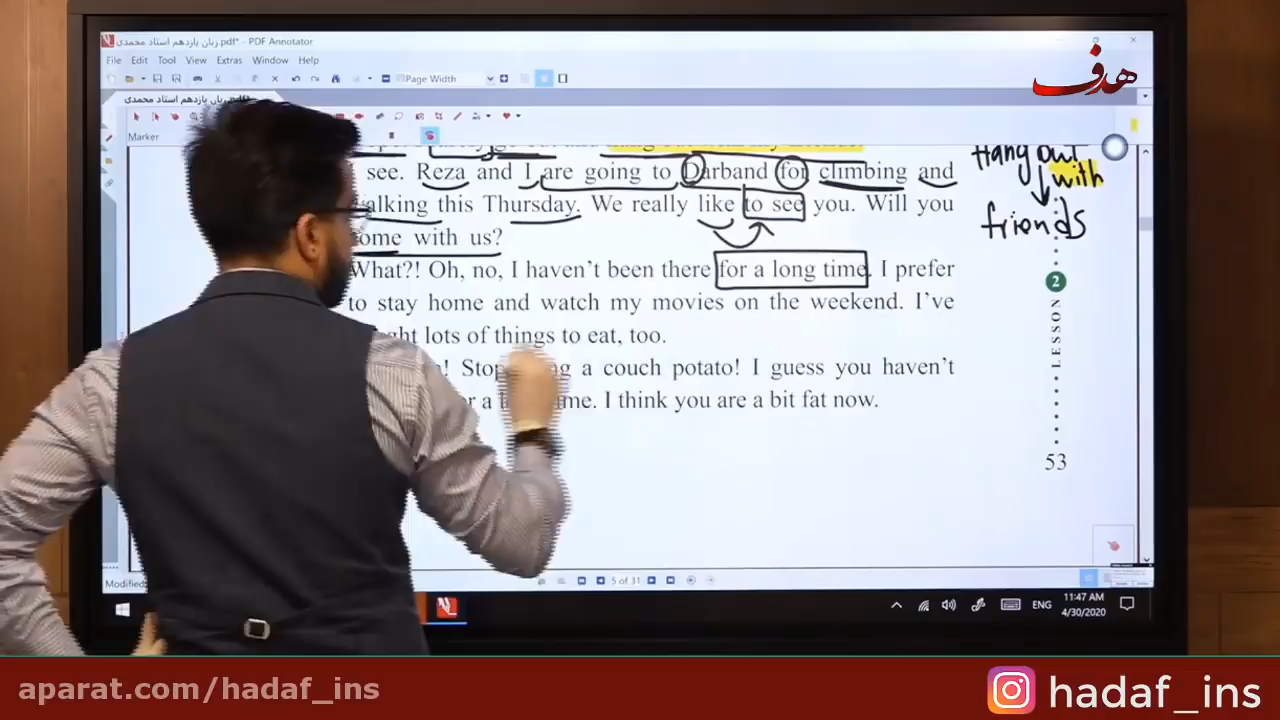 زبان یازدهم استاد محمدی.pdf* - PDF Annotator
File Edit Tool View Extras Window Help
Page Width
زبان یازدهم استاد محمدی
Marker
هدف
see. Reza and I are going to Darband for climbing and
walking this Thursday. We really like to see you. Will you
come with us?
What?! Oh, no, I haven't been there for a long time. I prefer
to stay home and watch my movies on the weekend. I've
lots of things to eat, too.
Stop a couch potato! I guess you haven't
a I think you are a bit fat now.
Hang out
with
friends
2
LESSON
53
Modified
5 of 31
ENG
11:47 AM
4/30/2020
aparat.com/hadaf_ins
hadaf_ins